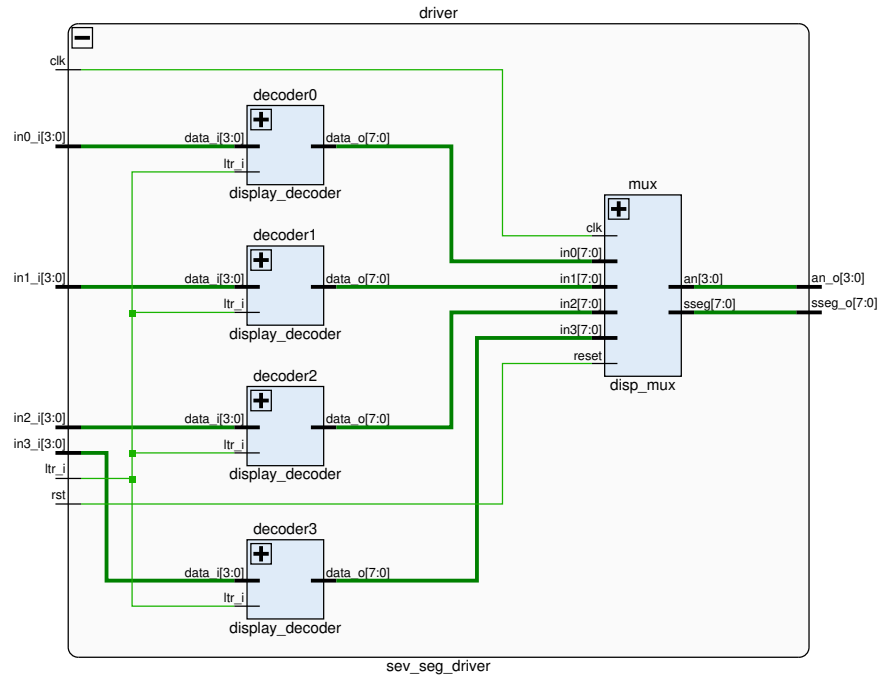 driver
clk
decoder0
in0_i[3:0]
data_i[3:0]
data_o[7:0]
ltr_i
display_decoder
mux
clk
decoder1
in0[7:0]
in1_i[3:0]
data_i[3:0]
data_o[7:0]
in1[7:0]
an[3:0]
an_o[3:0]
ltr_i
in2[7:0]
sseg[7:0]
sseg_o[7:0]
display_decoder
in3[7:0]
reset
decoder2
disp_mux
in2_i[3:0]
data_i[3:0]
data_o[7:0]
in3_i[3:0]
ltr_i
ltr_i
display_decoder
rst
decoder3
data_i[3:0]
data_o[7:0]
ltr_i
display_decoder
sev_seg_driver